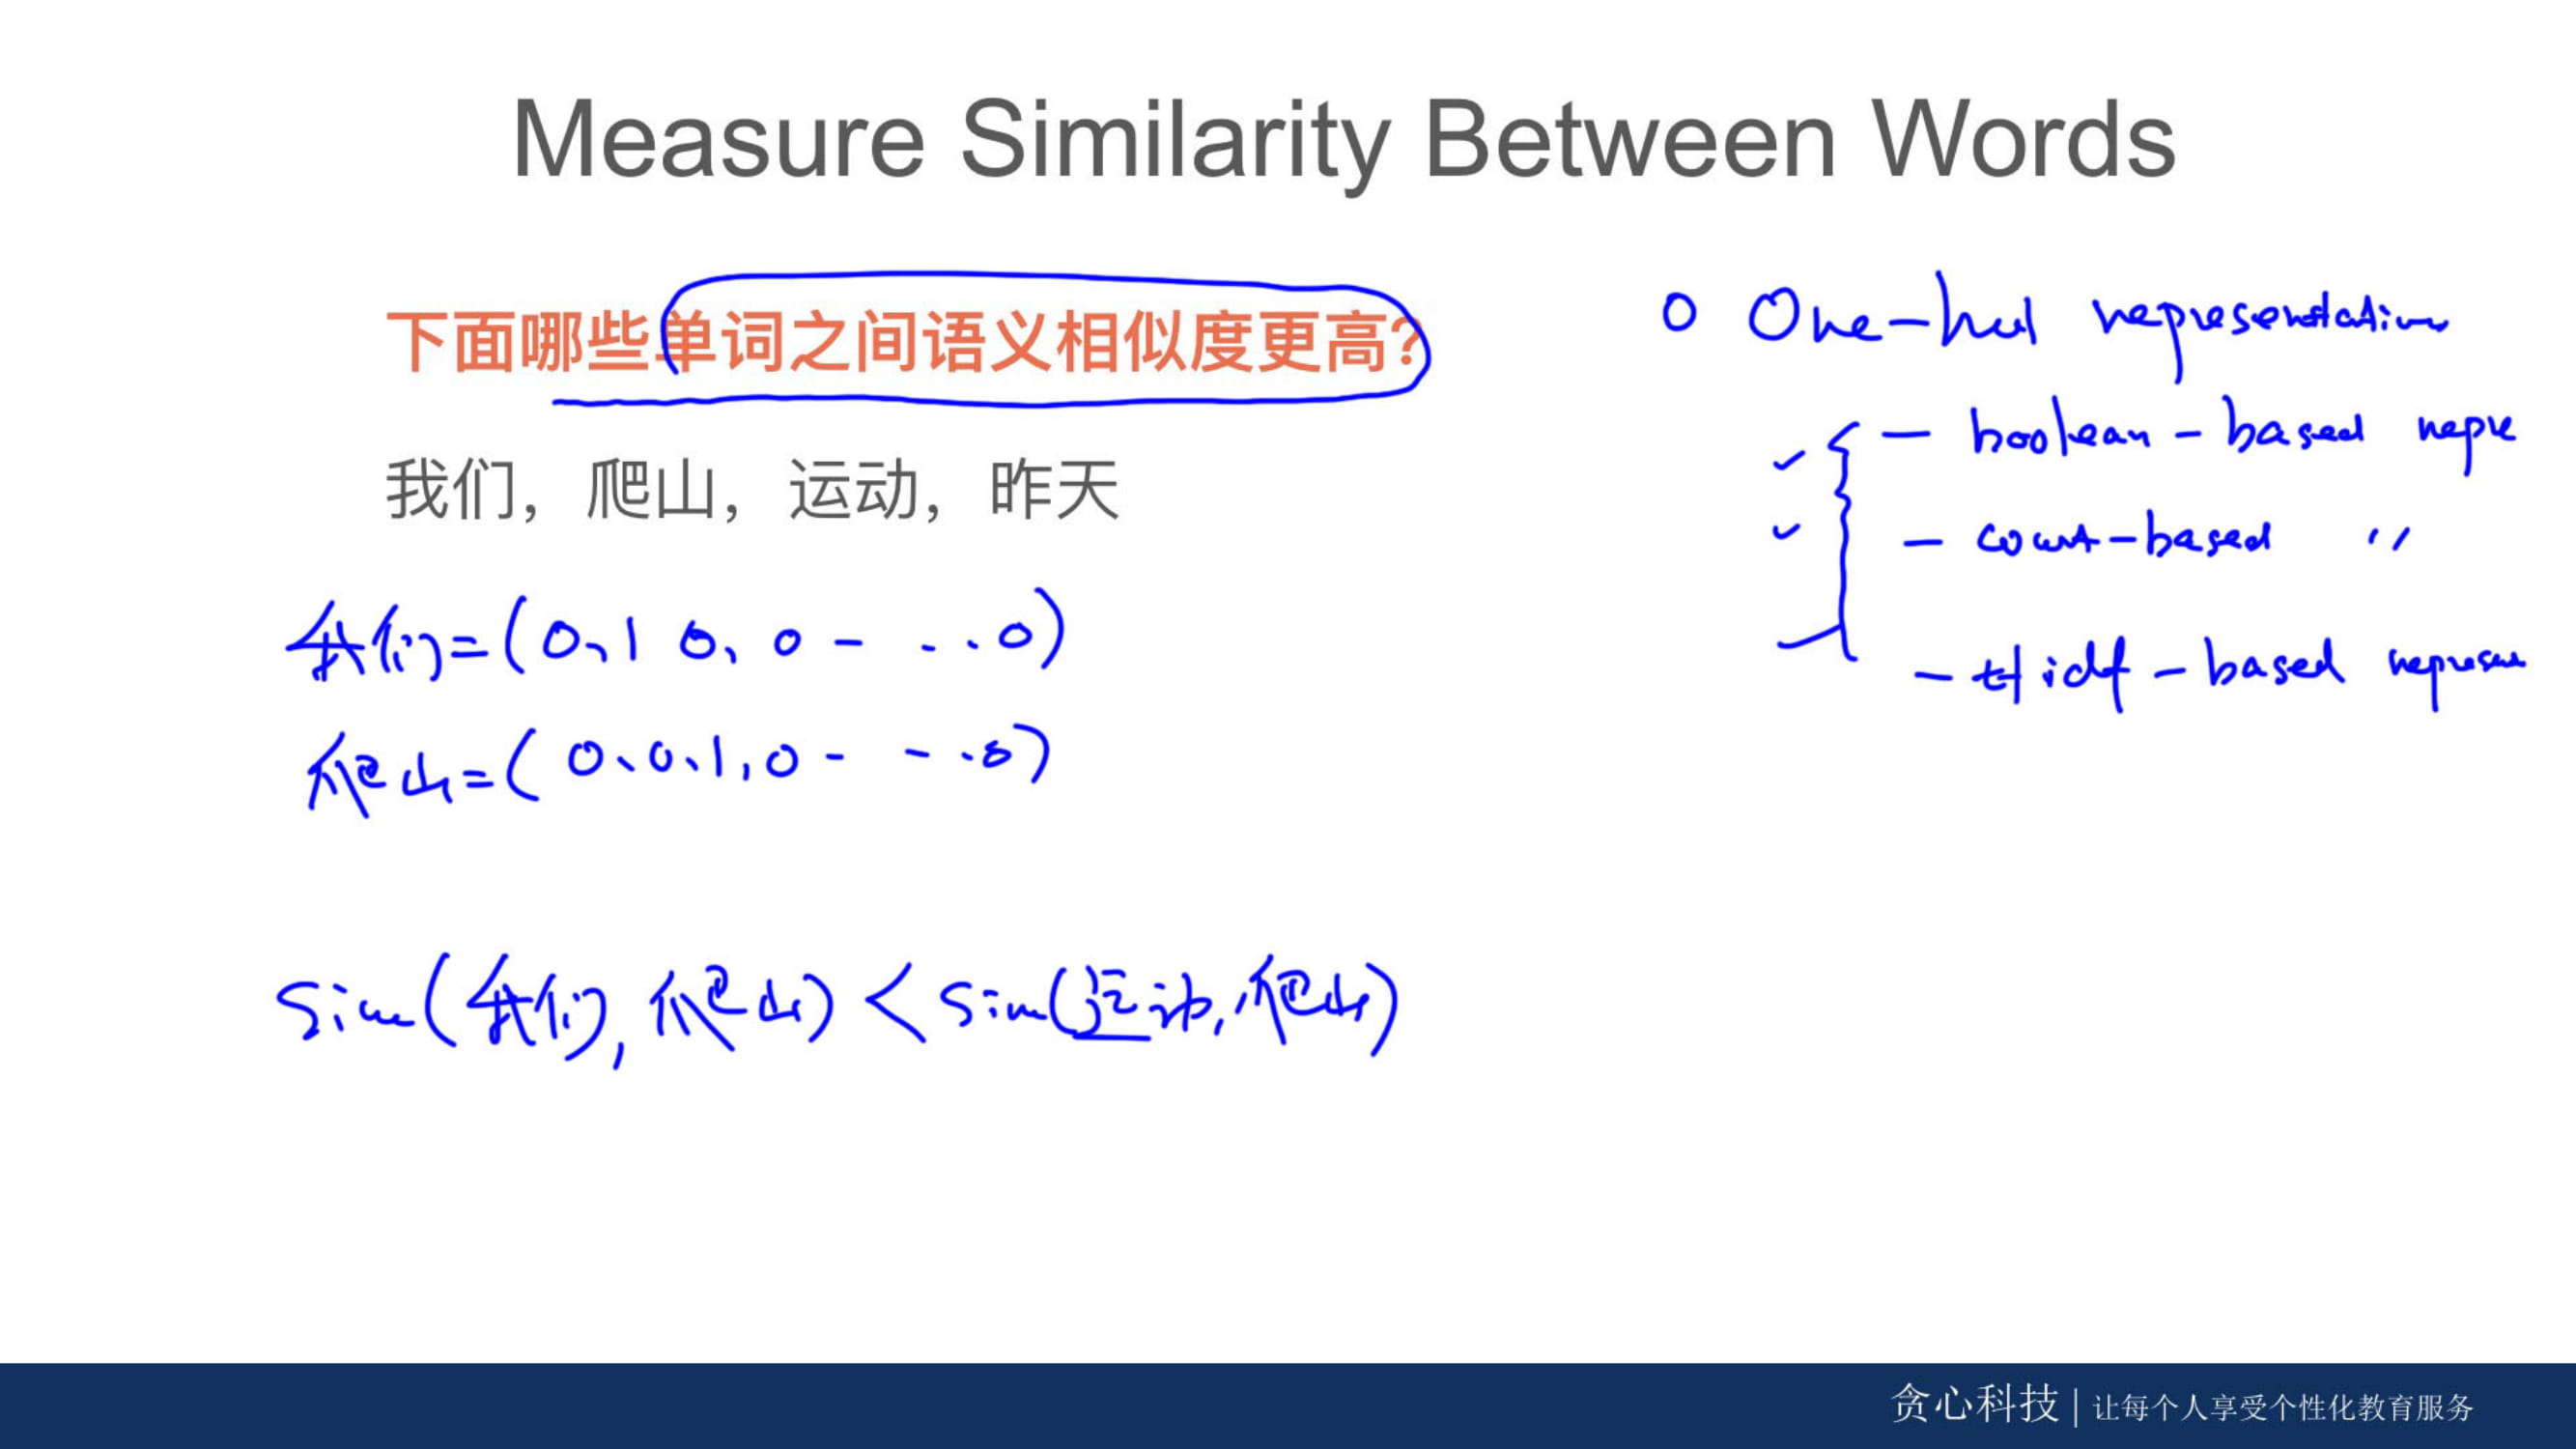 Measure Similarity Between Words
下面哪些单词之间语义相似度更高?
我们，爬山，运动，昨天
我们=(0,1 0, 0 - ...0)
爬山=(0,0,1,0 - - ..0)
Sim(我们,爬山)<Sim(运动,爬山)
O One-hot representation
- boolean-based repre
- count-based 〃
- tfidf-based represen
贪心科技 | 让每个人享受个性化教育服务